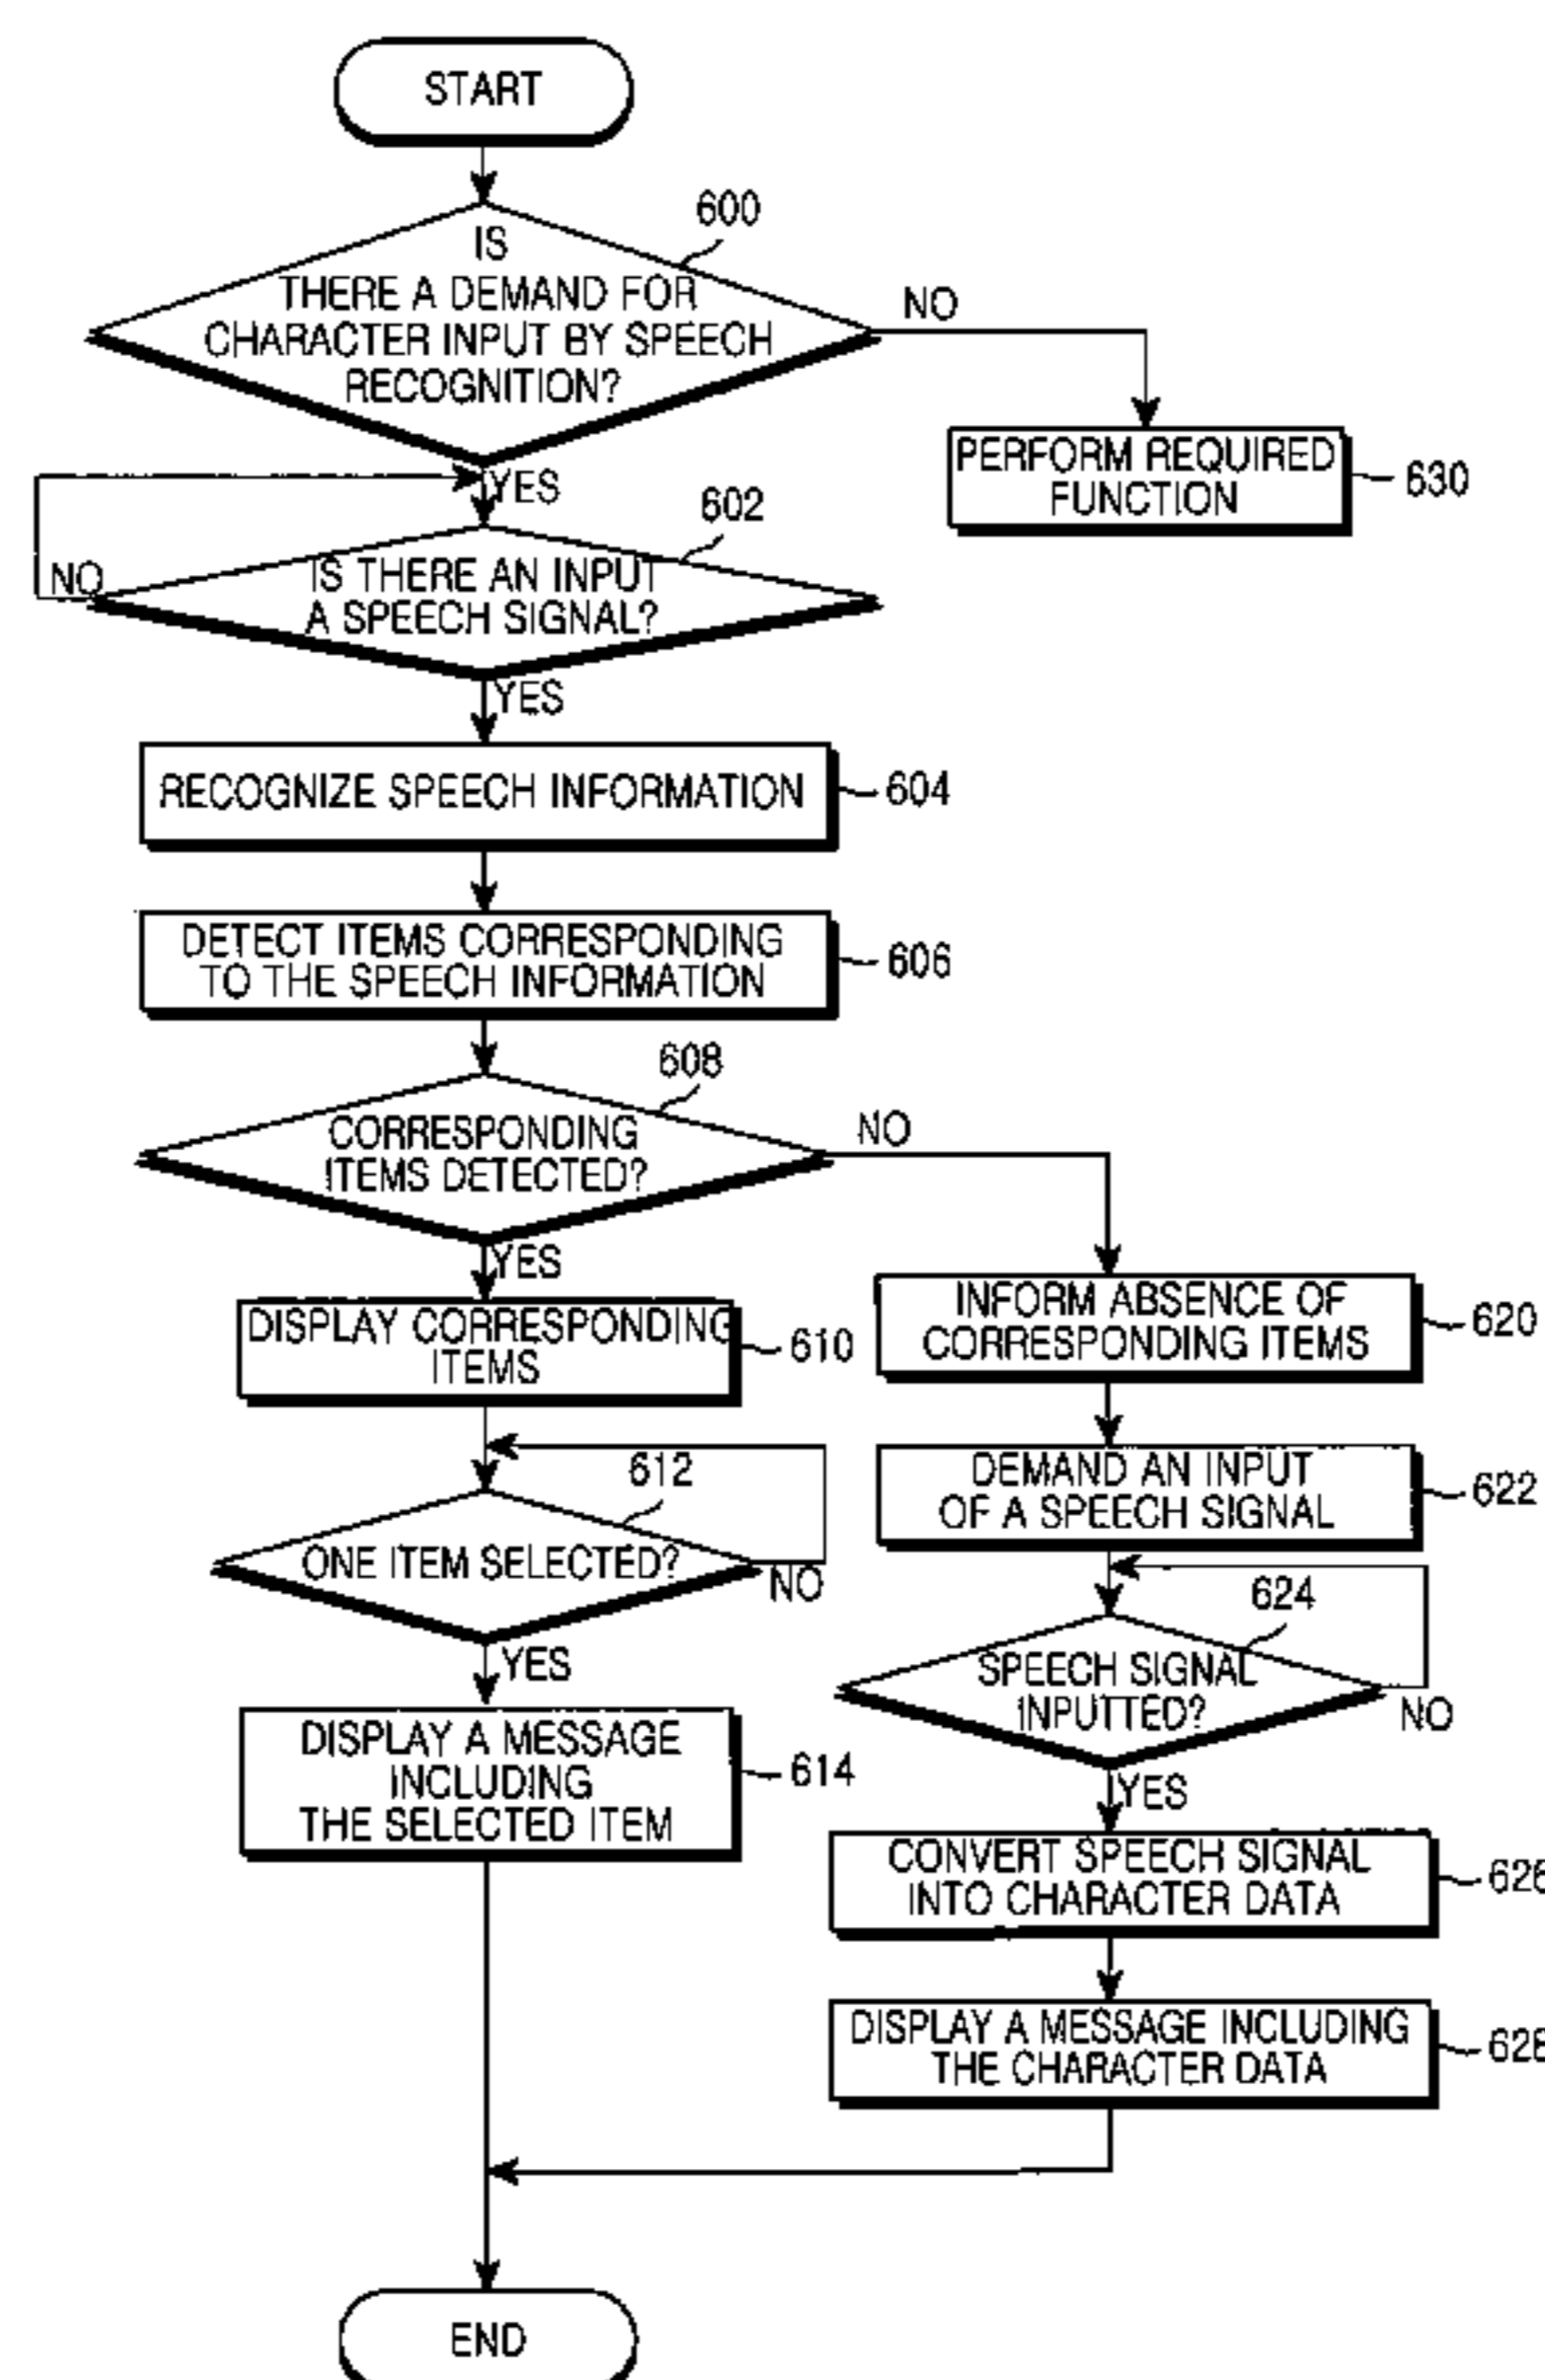 START
600
IS
THERE A DEMAND FOR
CHARACTER INPUT BY SPEECH
RECOGNITION?
NO
PERFORM REQUIRED
FUNCTION
630
YES
602
IS THERE AN INPUT
A SPEECH SIGNAL?
NO
YES
RECOGNIZE SPEECH INFORMATION
604
DETECT ITEMS CORRESPONDING
TO THE SPEECH INFORMATION
606
608
CORRESPONDING
ITEMS DETECTED?
NO
YES
DISPLAY CORRESPONDING
ITEMS
610
INFORM ABSENCE OF
CORRESPONDING ITEMS
620
612
ONE ITEM SELECTED?
NO
DEMAND AN INPUT
OF A SPEECH SIGNAL
622
YES
624
SPEECH SIGNAL
INPUTTED?
NO
DISPLAY A MESSAGE
INCLUDING
THE SELECTED ITEM
614
YES
CONVERT SPEECH SIGNAL
INTO CHARACTER DATA
626
DISPLAY A MESSAGE INCLUDING
THE CHARACTER DATA
628
END